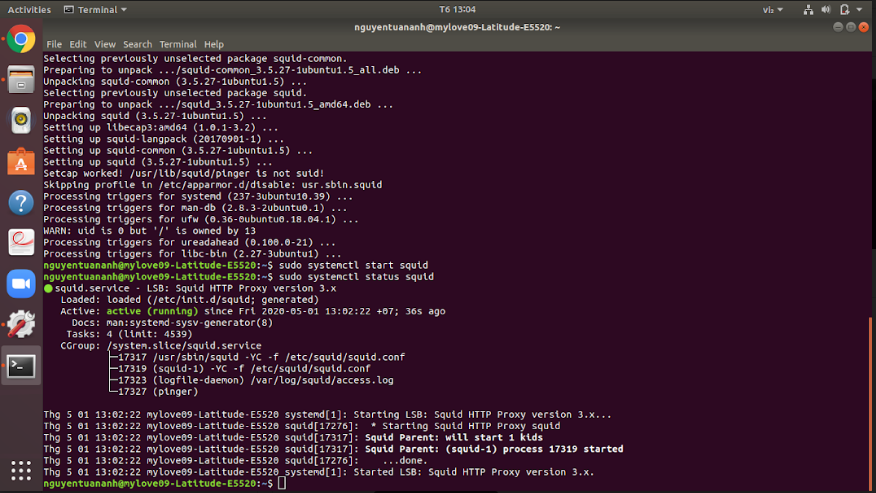 Activities
Terminal
T6 13:04
vi₂
nguyentuananh@mylove09-Latitude-E5520: ~
File Edit View Search Terminal Help
Selecting previously unselected package squid-common.
Preparing to unpack .../squid-common_3.5.27-1ubuntu1.5_all.deb ...
Unpacking squid-common (3.5.27-1ubuntu1.5) ...
Selecting previously unselected package squid.
Preparing to unpack .../squid_3.5.27-1ubuntu1.5_amd64.deb ...
Unpacking squid (3.5.27-1ubuntu1.5) ...
Setting up libecap3:amd64 (1.0.1-3.2) ...
Setting up squid-langpack (20170901-1) ...
Setting up squid-common (3.5.27-1ubuntu1.5) ...
Setting up squid (3.5.27-1ubuntu1.5) ...
Setcap worked! /usr/lib/squid/pinger is not suid!
Skipping profile in /etc/apparmor.d/disable: usr.sbin.squid
Processing triggers for systemd (237-3ubuntu10.39) ...
Processing triggers for man-db (2.8.3-2ubuntu0.1) ...
Processing triggers for ufw (0.36-0ubuntu0.18.04.1) ...
WARN: uid is 0 but '/' is owned by 13
Processing triggers for ureadahead (0.100.0-21) ...
Processing triggers for libc-bin (2.27-3ubuntu1) ...
nguyentuananh@mylove09-Latitude-E5520:~$ sudo systemctl start squid
nguyentuananh@mylove09-Latitude-E5520:~$ sudo systemctl status squid
● squid.service - LSB: Squid HTTP Proxy version 3.x
Loaded: loaded (/etc/init.d/squid; generated)
Active: active (running) since Fri 2020-05-01 13:02:22 +07; 36s ago
Docs: man:systemd-sysv-generator(8)
Tasks: 4 (limit: 4539)
CGroup: /system.slice/squid.service
├─17317 /usr/sbin/squid -YC -f /etc/squid/squid.conf
├─17319 (squid-1) -YC -f /etc/squid/squid.conf
├─17323 (logfile-daemon) /var/log/squid/access.log
└─17327 (pinger)
Thg 5 01 13:02:22 mylove09-Latitude-E5520 systemd[1]: Starting LSB: Squid HTTP Proxy version 3.x...
Thg 5 01 13:02:22 mylove09-Latitude-E5520 squid[17276]:  * Starting Squid HTTP Proxy squid
Thg 5 01 13:02:22 mylove09-Latitude-E5520 squid[17317]: Squid Parent: will start 1 kids
Thg 5 01 13:02:22 mylove09-Latitude-E5520 squid[17317]: Squid Parent: (squid-1) process 17319 started
Thg 5 01 13:02:22 mylove09-Latitude-E5520 squid[17276]:    ...done.
Thg 5 01 13:02:22 mylove09-Latitude-E5520 systemd[1]: Started LSB: Squid HTTP Proxy version 3.x.
nguyentuananh@mylove09-Latitude-E5520:~$